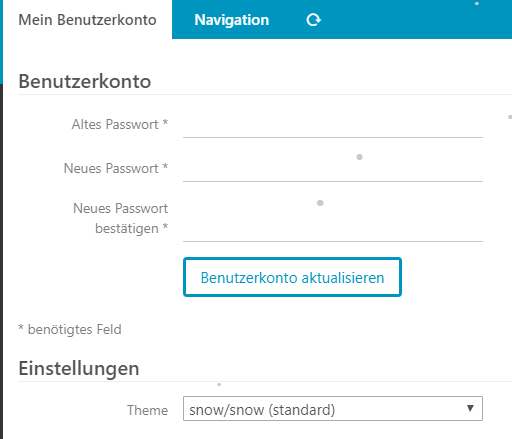 Mein Benutzerkonto Navigation
Benutzerkonto
Altes Passwort *
Neues Passwort *
Neues Passwort
bestätigen *
Benutzerkonto aktualisieren
* benötigtes Feld
Einstellungen
Theme snow/snow (standard)